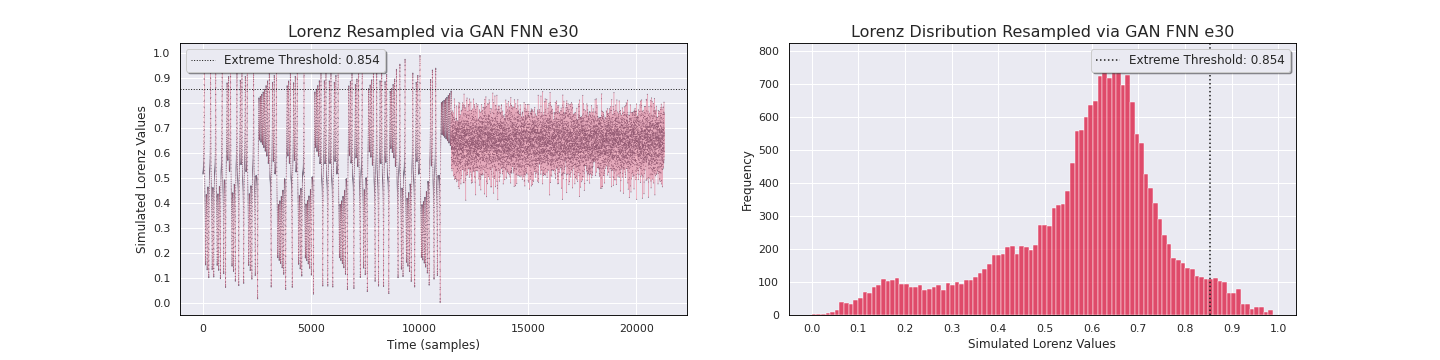 Lorenz Resampled via GAN FNN e30
Extreme Threshold: 0.854
1.0
0.9
0.8
0.7
0.6
0.5
0.4
0.3
0.2
0.1
0.0
Simulated Lorenz Values
0 5000 10000 15000 20000
Time (samples)
Lorenz Disribution Resampled via GAN FNN e30
Extreme Threshold: 0.854
800
700
600
500
400
300
200
100
0
Frequency
0.0 0.1 0.2 0.3 0.4 0.5 0.6 0.7 0.8 0.9 1.0
Simulated Lorenz Values